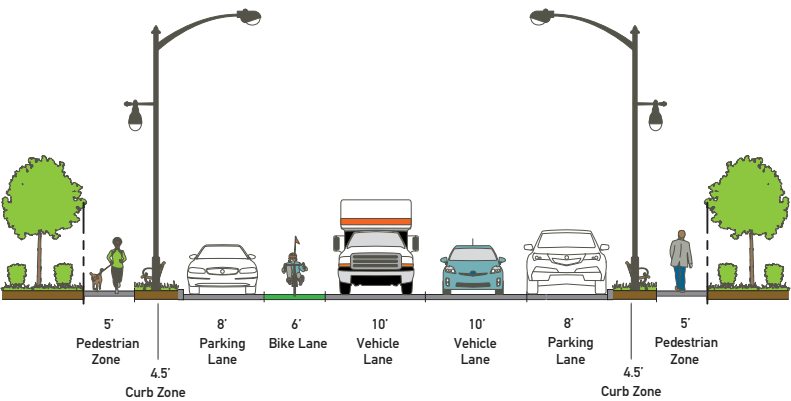 5'
Pedestrian
Zone
4.5'
Curb Zone
8'
Parking
Lane
6'
Bike Lane
10'
Vehicle
Lane
10'
Vehicle
Lane
8'
Parking
Lane
4.5'
Curb Zone
5'
Pedestrian
Zone